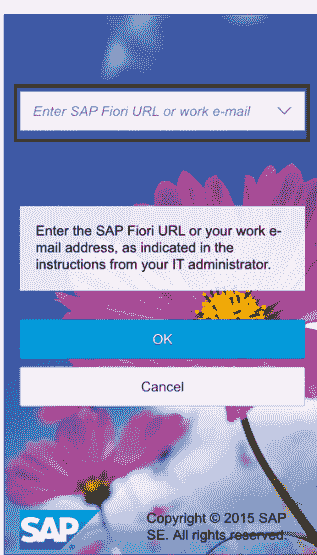 Enter SAP Fiori URL or work e-mail
Enter the SAP Fiori URL or your work e-
mail address, as indicated in the
instructions from your IT administrator.
OK
Cancel
SAP
Copyright © 2015 SAP
SE. All rights reserved